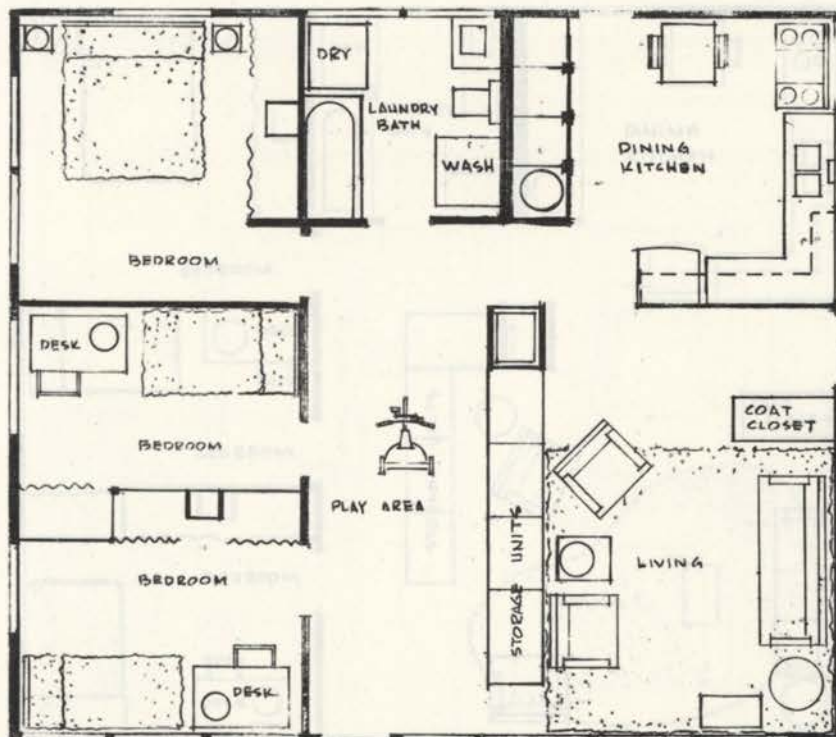 DRY
LAUNDRY
BATH
WASH
DINING
KITCHEN
BEDROOM
DESK
BEDROOM
COAT
CLOSET
PLAY AREA
STORAGE UNITS
LIVING
BEDROOM
DESK